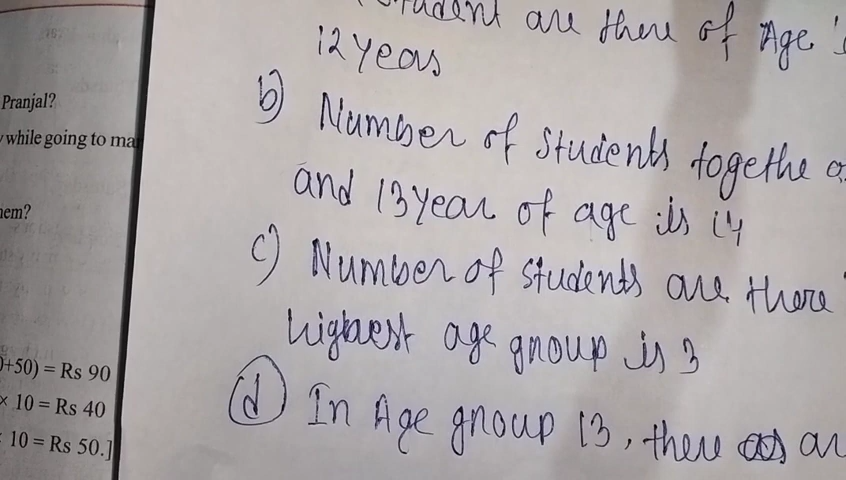 Pranjal?
while going to ma
nem?
+50) = Rs 90
× 10 = Rs 40
10 = Rs 50.]
Student are there of Age
12 years
b) Number of students togethe
and 13 year of age is 14
c) Number of students are there
highest age group is 3
(d) In Age group 13, there ar